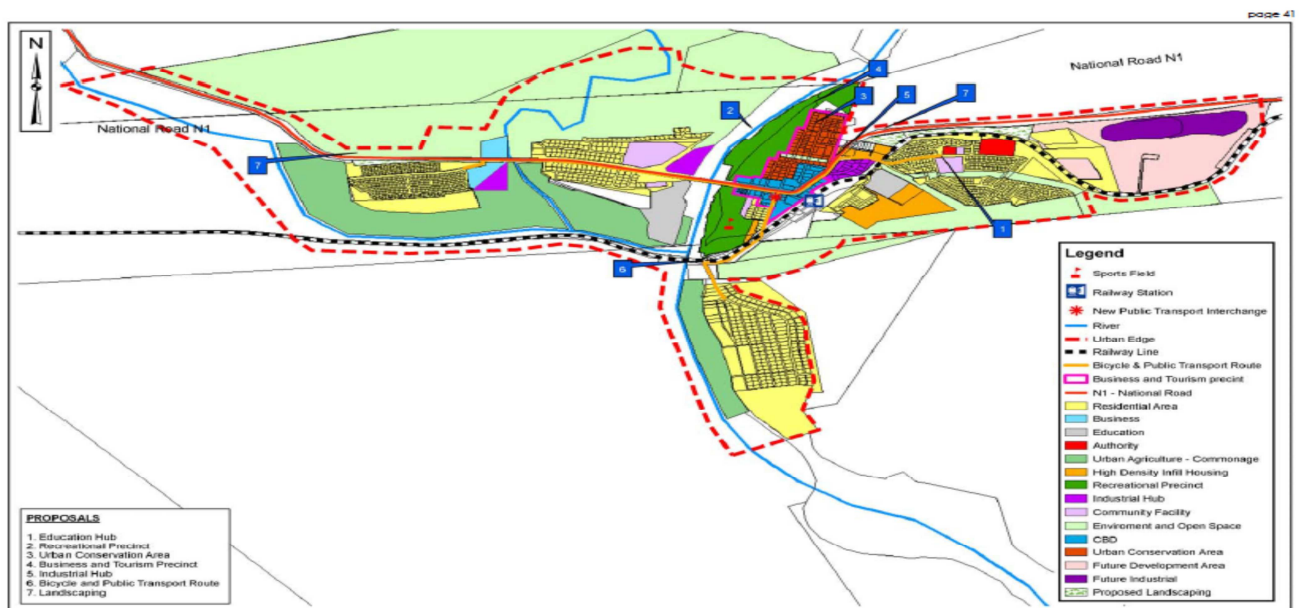 page 41
N
National Road N1
National Road N1
4
3
5
7
2
7
1
6
Legend
Sports Field
Railway Station
New Public Transport Interchange
River
Urban Edge
Railway Line
Bicycle & Public Transport Route
Business and Tourism precint
N1 - National Road
Residential Area
Business
Education
Authority
Urban Agriculture - Commonage
High Density Infill Housing
Recreational Precinct
Industrial Hub
Community Facility
Enviroment and Open Space
CBD
Urban Conservation Area
Future Development Area
Future Industrial
Proposed Landscaping
PROPOSALS
1. Education Hub
2. Recreational Precinct
3. Urban Conservation Area
4. Business and Tourism Precinct
5. Industrial Hub
6. Bicycle and Public Transport Route
7. Landscaping